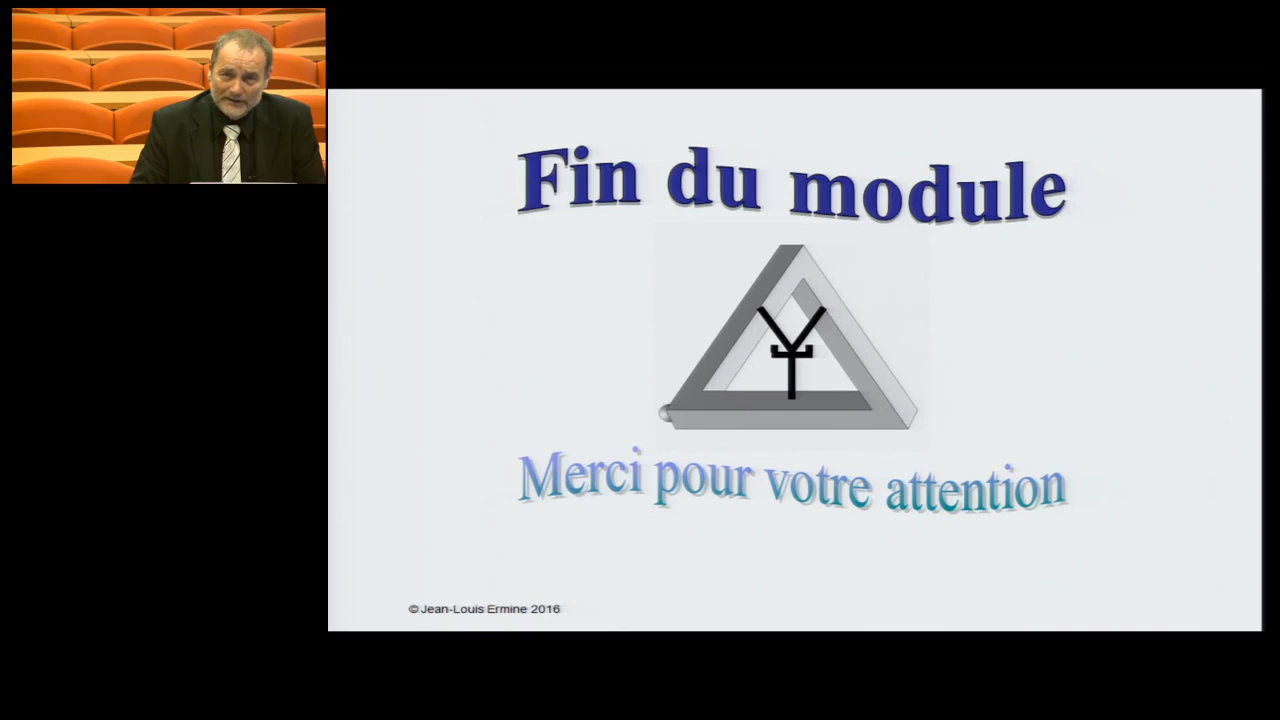 Fin du module
Merci pour votre attention
© Jean-Louis Ermine 2016